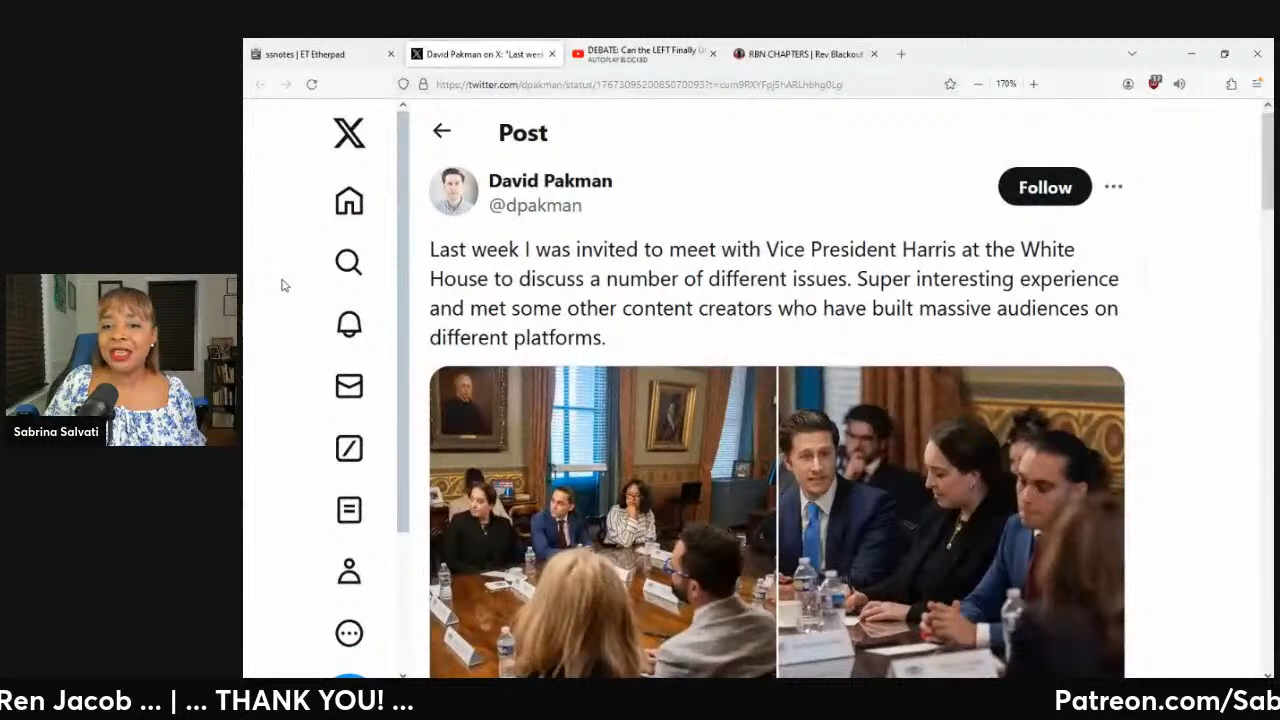 ssnotes | ET Etherpad
David Pakman on X: "Last wee
DEBATE: Can the LEFT Finally U
AUTOPLAY BLOCKED
RBN CHAPTERS | Rev Blackout
170%
Post
David Pakman
@dpakman
Follow
Last week I was invited to meet with Vice President Harris at the White
House to discuss a number of different issues. Super interesting experience
and met some other content creators who have built massive audiences on
different platforms.
Sabrina Salvati
Ren Jacob ... | ... THANK YOU! ...
Patreon.com/Sab